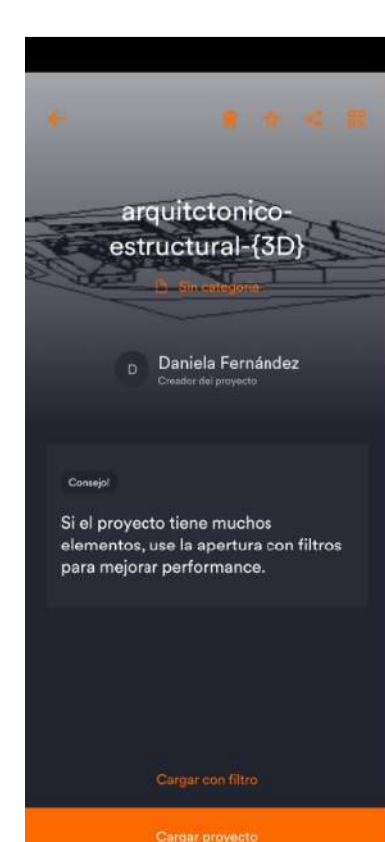 arquitctonico-
estructural-{3D}
Sin categoria
D
Daniela Fernández
Creador del proyecto
Consejo!
Si el proyecto tiene muchos
elementos, use la apertura con filtros
para mejorar performance.
Cargar con filtro
Cargar proyecto